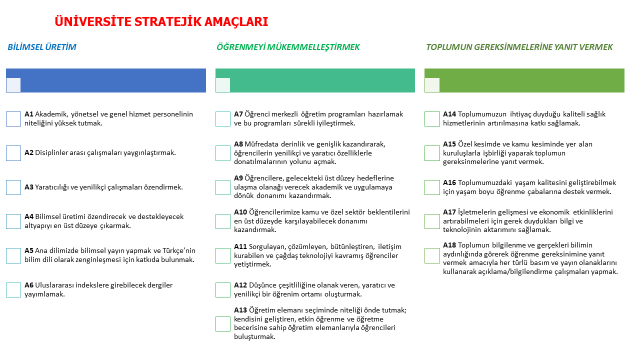 ÜNİVERSİTE STRATEJİK AMAÇLARI
BİLİMSEL ÜRETİM
A1 Akademik, yönetsel ve genel hizmet personelinin
niteliğini yüksek tutmak.
A2 Disiplinler arası çalışmaları yaygınlaştırmak.
A3 Yaratıcılığı ve yenilikçi çalışmaları özendirmek.
A4 Bilimsel üretimi özendirecek ve destekleyecek
altyapıyı en üst düzeye çıkarmak.
A5 Ana dilimizde bilimsel yayın yapmak ve Türkçe'nin
bilim dili olarak zenginleşmesi için katkıda bulunmak.
A6 Uluslararası indekslere girebilecek dergiler
yayımlamak.
ÖĞRENMEYİ MÜKEMMELLEŞTİRMEK
A7 Öğrenci merkezli öğretim programları hazırlamak
ve bu programları sürekli iyileştirmek.
A8 Müfredata derinlik ve genişlik kazandırarak,
öğrencilerin yenilikçi ve yaratıcı özelliklerle
donatılmalarının yolunu açmak.
A9 Öğrencilere, gelecekteki üst düzey hedeflerine
ulaşma olanağı verecek akademik ve uygulamaya
dönük donanımı kazandırmak.
A10 Öğrencilerimize kamu ve özel sektör beklentilerini
en üst düzeyde karşılayabilecek donanımı
kazandırmak.
A11 Sorgulayan, çözümleyen, bütünleştiren, iletişim
kurabilen ve çağdaş teknolojiyi kavramış öğrenciler
yetiştirmek.
A12 Düşünce çeşitliliğine olanak veren, yaratıcı ve
yenilikçi bir öğrenim ortamı oluşturmak.
A13 Öğretim elemanı seçiminde niteliği önde tutmak;
kendisini geliştiren, etkin öğrenme ve öğretme
becerisine sahip öğretim elemanlarıyla öğrencileri
buluşturmak.
TOPLUMUN GEREKSİNMELERİNE YANIT VERMEK
A14 Toplumumuzun ihtiyaç duyduğu kaliteli sağlık
hizmetlerinin artırılmasına katkı sağlamak.
A15 Özel kesimde ve kamu kesiminde yer alan
kuruluşlarla işbirliği yaparak toplumun
gereksinmelerine yanıt vermek.
A16 Toplumumuzdaki yaşam kalitesini geliştirebilmek
için yaşam boyu öğrenme çabalarına destek vermek.
A17 İşletmelerin gelişmesi ve ekonomik etkinliklerini
artırabilmeleri için gerek duydukları bilgi ve
teknolojinin aktarımını sağlamak.
A18 Toplumun bilgilenme ve gerçekleri bilimin
aydınlığında görerek öğrenme gereksinimine yanıt
vermek amacıyla her türlü basım ve yayın olanaklarını
kullanarak açıklama/bilgilendirme çalışmaları yapmak.